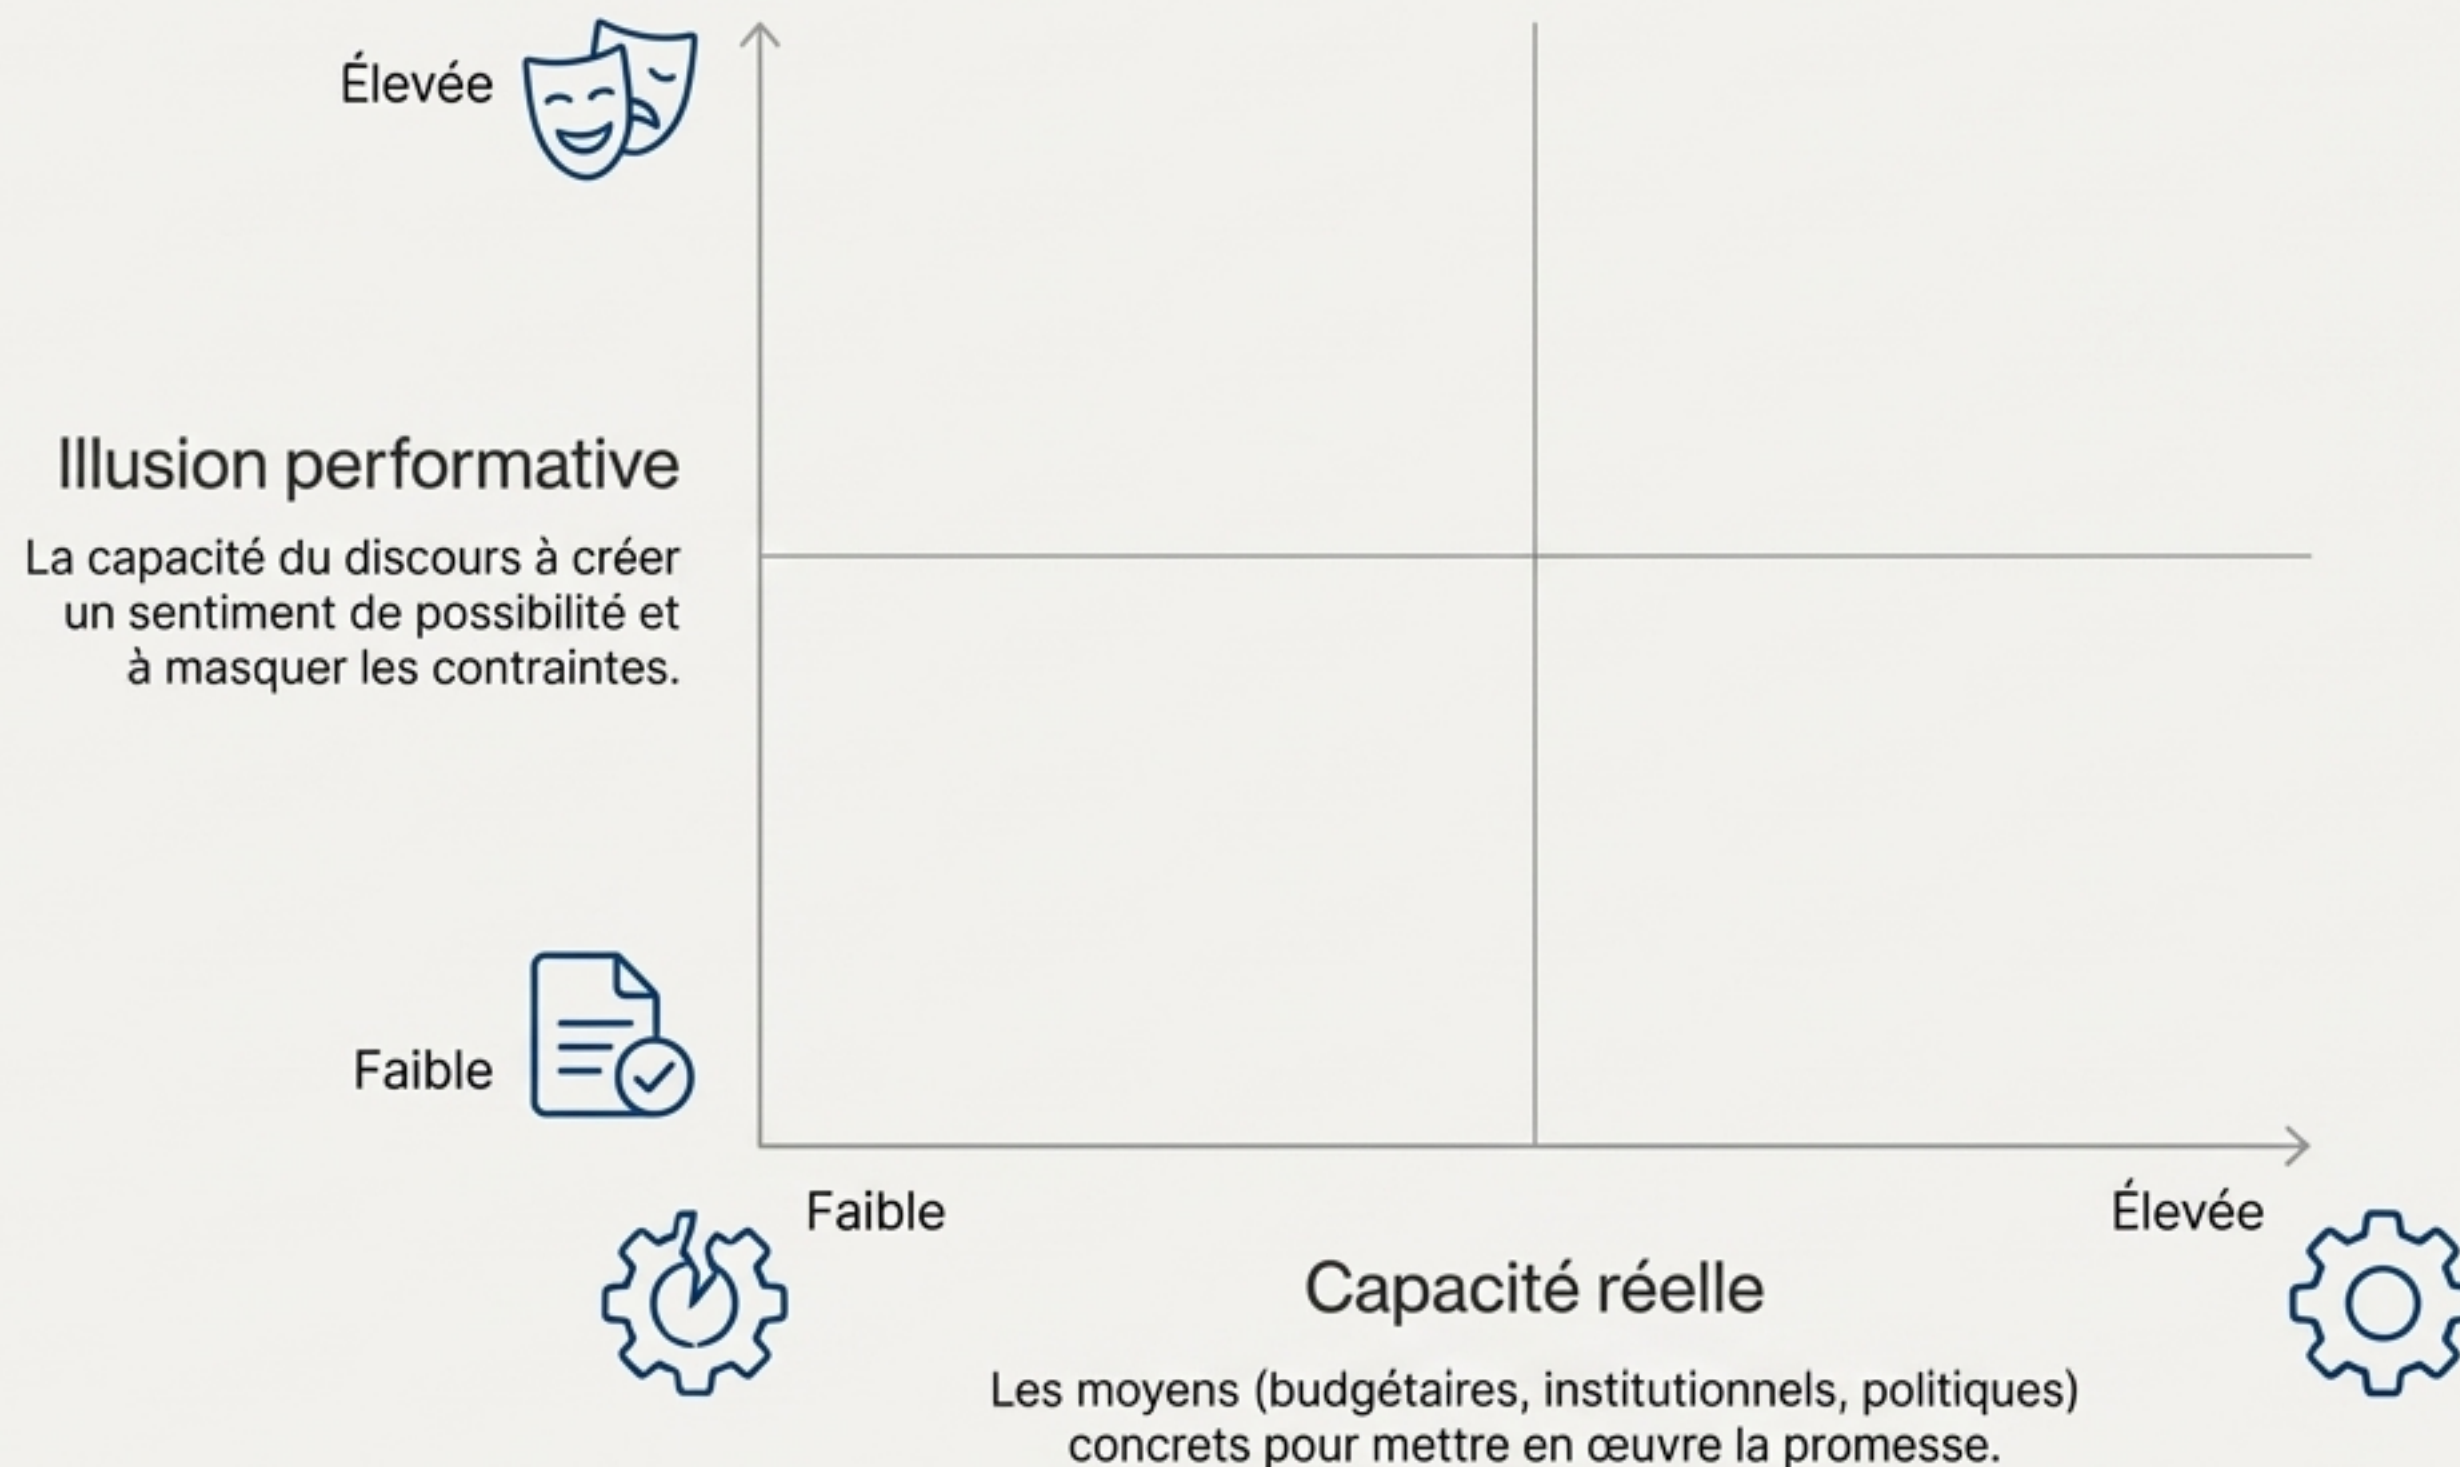 Élevée
Illusion performative
La capacité du discours à créer
un sentiment de possibilité et
à masquer les contraintes.
Faible
Faible
Élevée
Capacité réelle
Les moyens (budgétaires, institutionnels, politiques)
concrets pour mettre en œuvre la promesse.